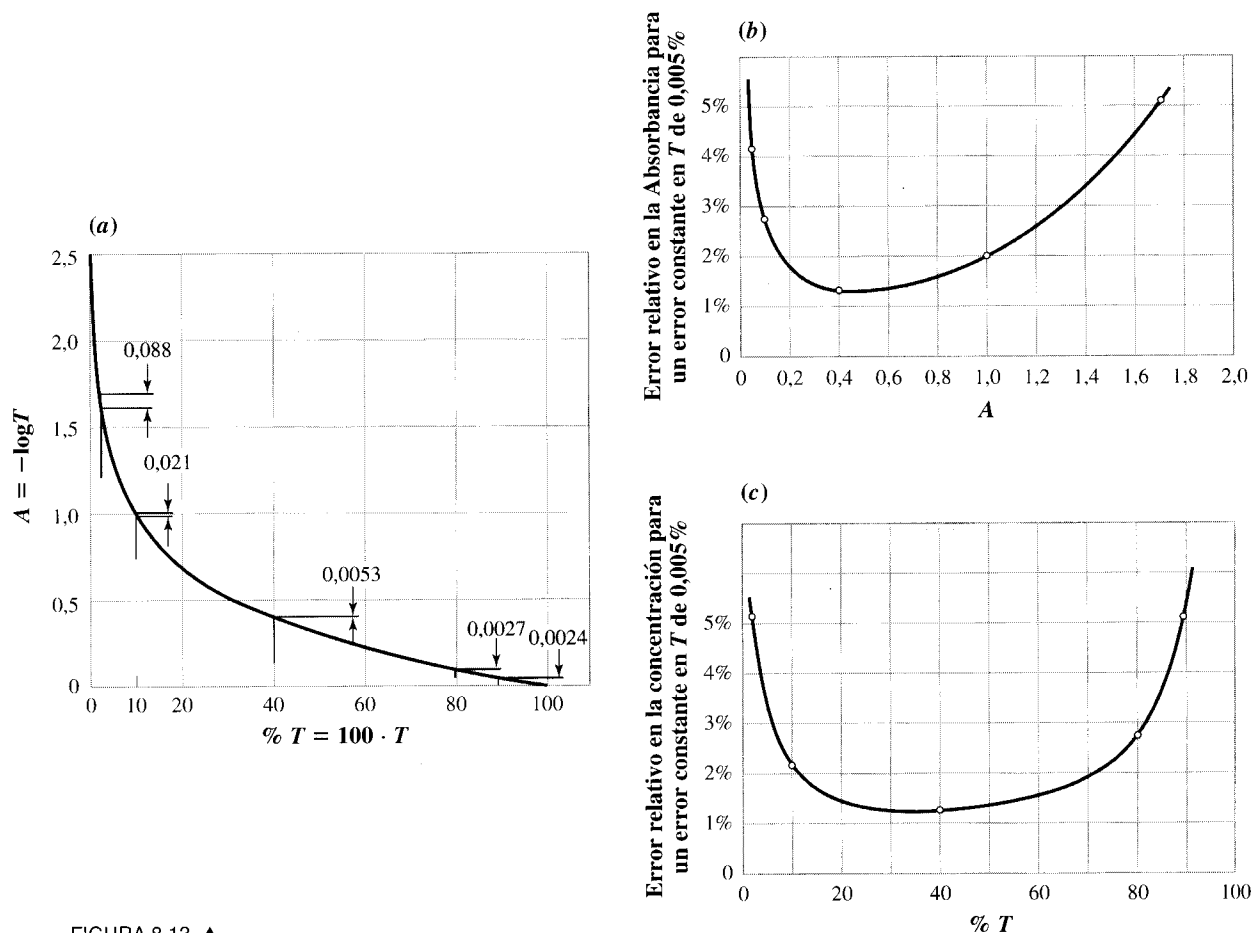 (a)
A = −logT
2,5
2,0
1,5
1,0
0,5
0
0,088
0,021
0,0053
0,0027
0,0024
0 10 20 40 60 80 100
% T = 100 · T
(b)
Error relativo en la Absorbancia para
un error constante en T de 0,005%
5%
4%
3%
2%
1%
0
0 0,2 0,4 0,6 0,8 1,0 1,2 1,4 1,6 1,8 2,0
A
(c)
Error relativo en la concentración para
un error constante en T de 0,005%
5%
4%
3%
2%
1%
0
0 20 40 60 80 100
% T